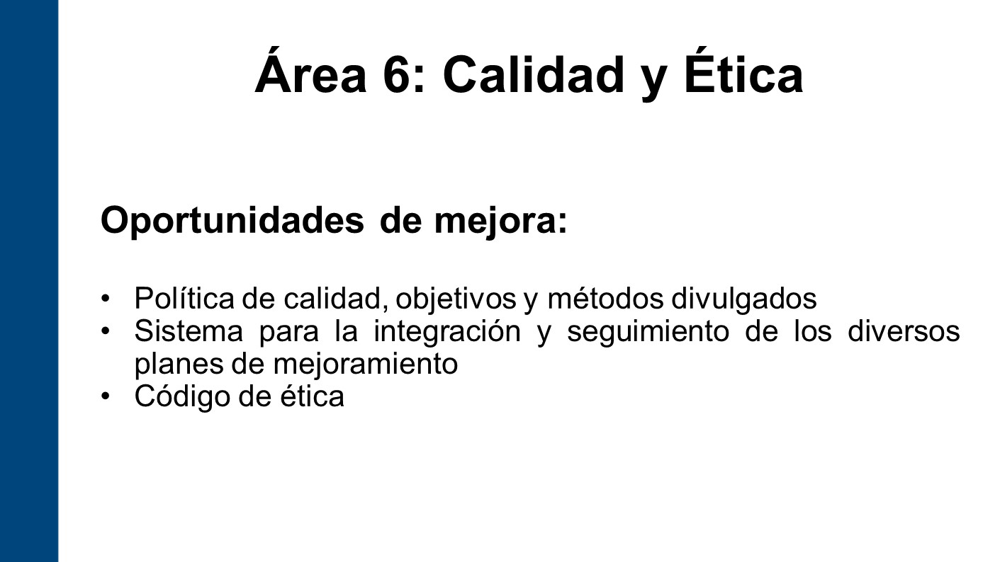 Área 6: Calidad y Ética
Oportunidades de mejora:
• Política de calidad, objetivos y métodos divulgados
• Sistema para la integración y seguimiento de los diversos
planes de mejoramiento
• Código de ética